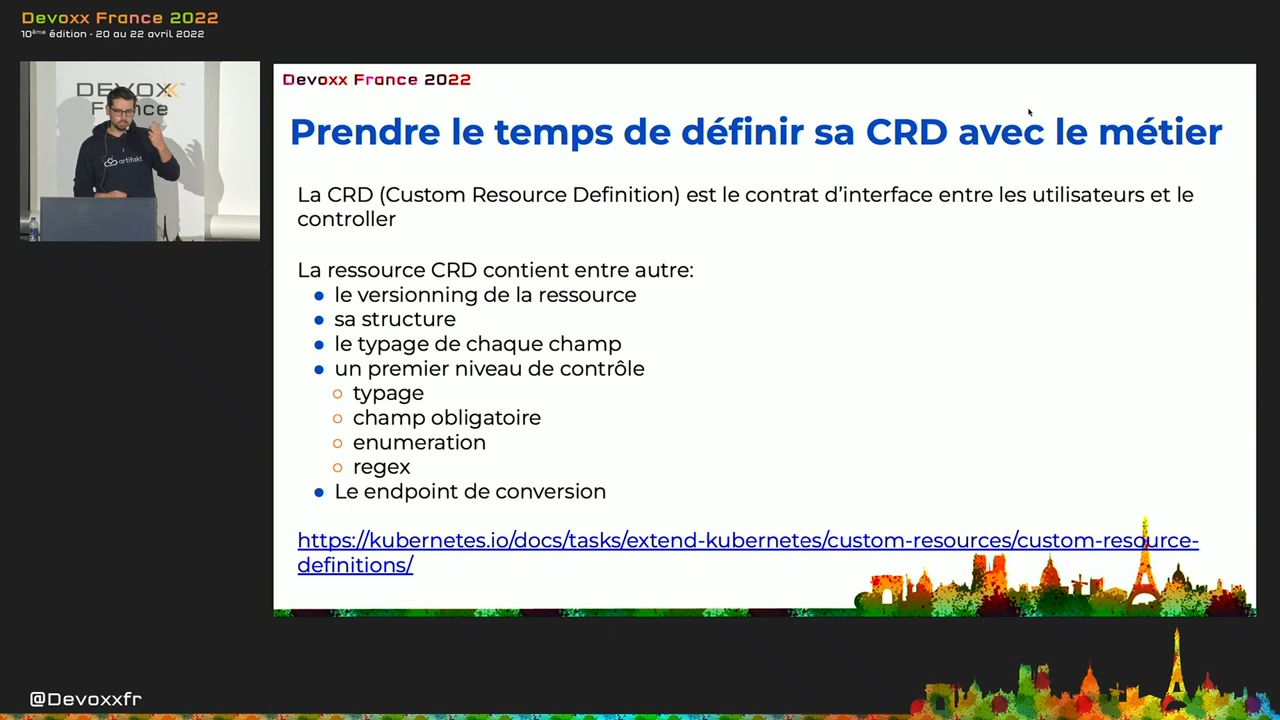 Devoxx France 2022
10ème édition - 20 au 22 avril 2022
DEVOXX™
France
artifakt
Devoxx France 2022
Prendre le temps de définir sa CRD avec le métier
La CRD (Custom Resource Definition) est le contrat d'interface entre les utilisateurs et le
controller
La ressource CRD contient entre autre:
● le versionning de la ressource
● sa structure
● le typage de chaque champ
● un premier niveau de contrôle
○ typage
○ champ obligatoire
○ enumeration
○ regex
● Le endpoint de conversion
https://kubernetes.io/docs/tasks/extend-kubernetes/custom-resources/custom-resource-
definitions/
@Devoxxfr